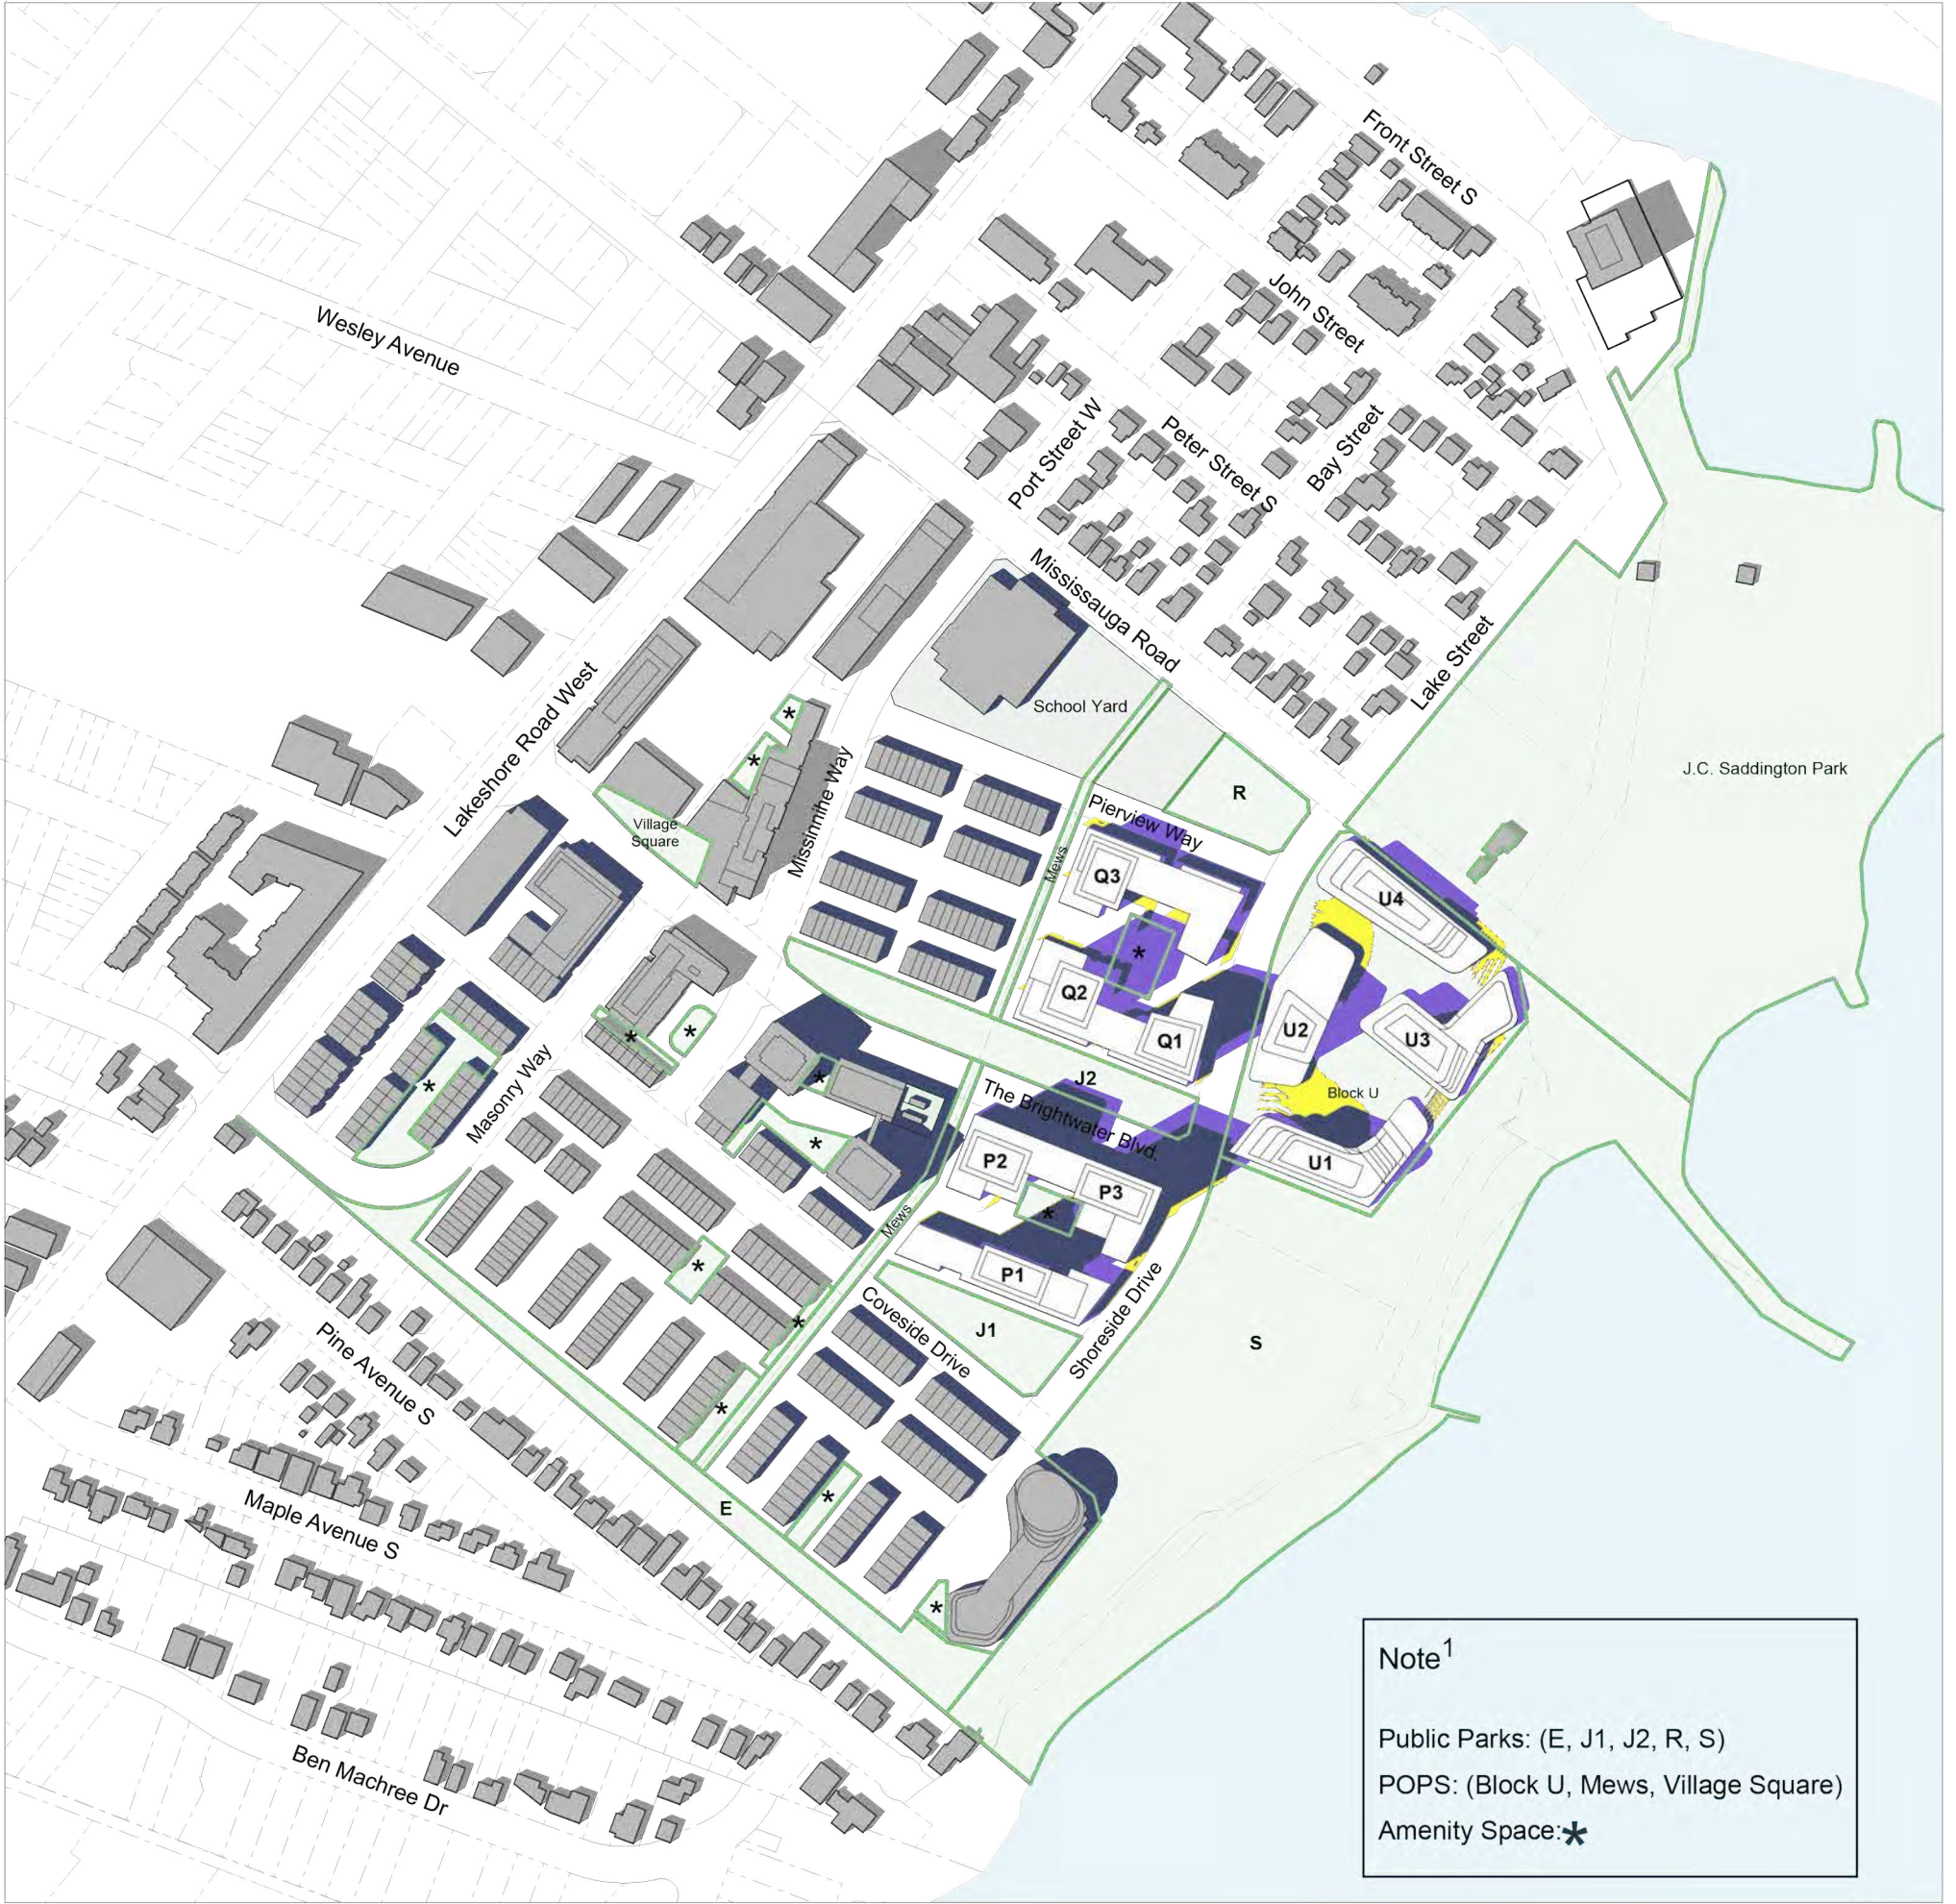 Front Street S
Wesley Avenue
John Street
Port Street W
Peter Street S
Bay Street
Mississauga Road
Lake Street
Lakeshore Road West
School Yard
*
*
J.C. Saddington Park
R
Village
Square
Missinnihe Way
Pierview Way
Mews
Q3
U4
*
Q2
Q1
U2
U3
*
*
Masonry Way
*
*
J2
Block U
The Brightwater Blvd.
*
P2
P3
U1
*
Mews
*
P1
*
J1
Coveside Drive
Shoreside Drive
S
Pine Avenue S
*
E
*
Maple Avenue S
*
Ben Machree Dr
Note1
Public Parks: (E, J1, J2, R, S)
POPS: (Block U, Mews, Village Square)
Amenity Space:*